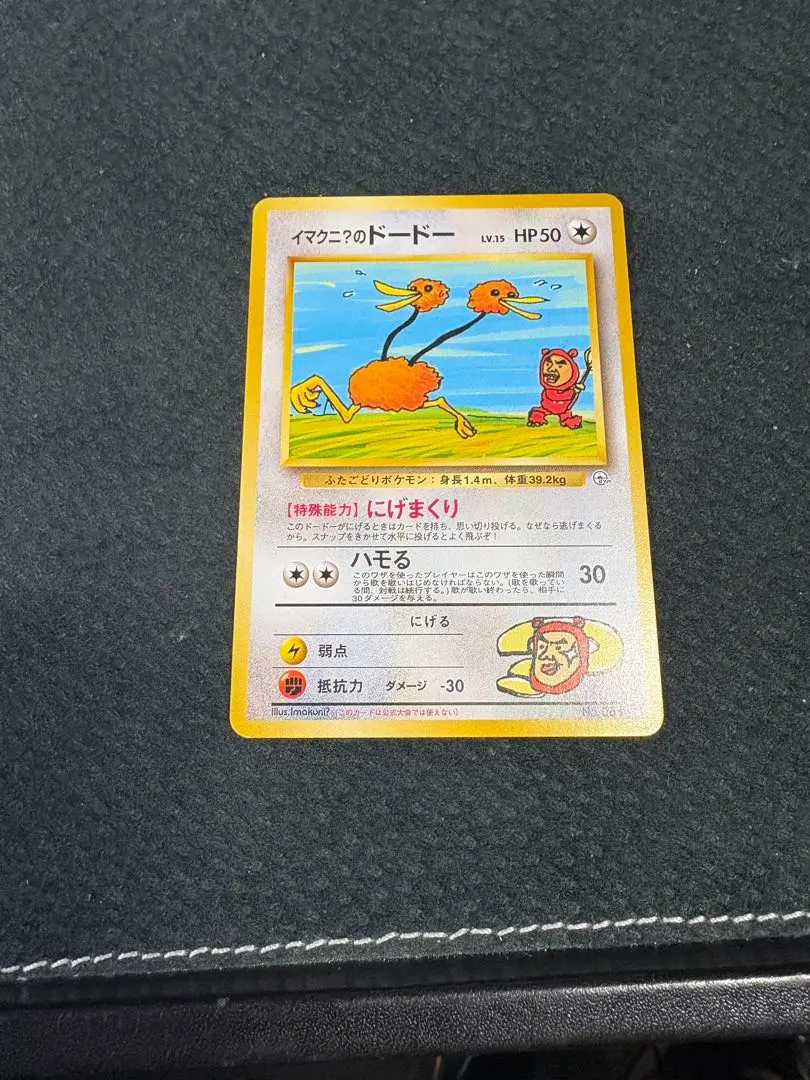 イマクニ?のドードー LV.15 HP50
ふたごどりポケモン：身長1.4m、体重39.2kg
【特殊能力】にげまくり
このドードーがにげるときはカードを持ち、思い切り投げる。なぜなら逃げまくる
から。スナップをきかせて水平に投げるとよく飛ぶぞ！
ハモる
このワザを使ったプレイヤーはこのワザを使った瞬間
から歌を歌いはじめなければならない。(歌を歌ってい
る間、対戦は続行する。)歌が歌い終わったら、相手に
30ダメージを与える。
30
にげる
弱点
抵抗力 ダメージ -30
Illus.Imakuni? (このカードは公式大会では使えない)